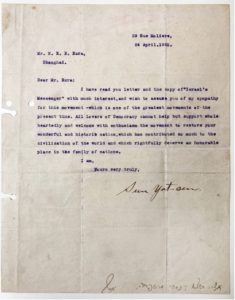 29 Rue Moliere
24 April, 1920.
Mr. N. E. B. Ezra,
Shanghai.
Dear Mr. Ezra:
I have read you letter and the copy of "Israel's
Messenger" with much interest, and wish to assure you of my sympathy
for this movement -which is one of the greatest movements of the
present time. All lovers of Democracy cannot help but support whole
heartedly and welcome with enthusiasm the movement to restore your
wonderful and historic nation, which has contributed so much to the
civilization of the world and which rightfully deserve an honorable
place in the family of nations.
I am,
Yours very truly,
Sun Yat-sen